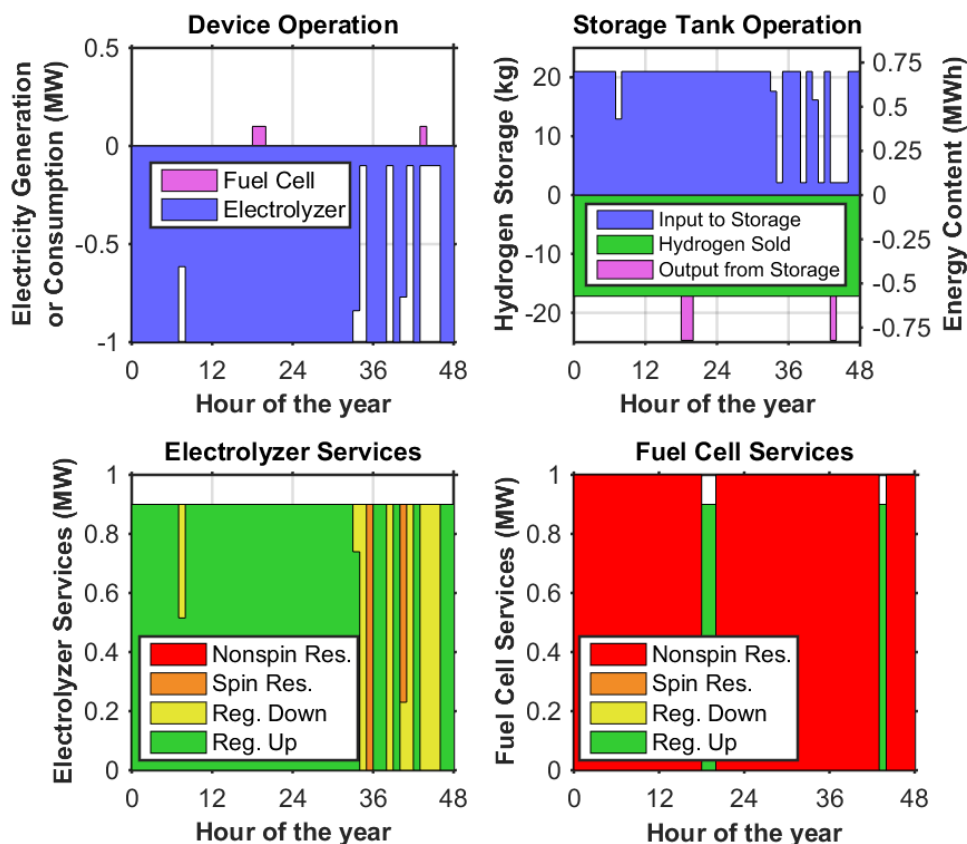 Device Operation
Electricity Generation
or Consumption (MW)
0.5
0
-0.5
-1
Fuel Cell
Electrolyzer
0 12 24 36 48
Hour of the year
Storage Tank Operation
Hydrogen Storage (kg)
20
10
0
-10
-20
Input to Storage
Hydrogen Sold
Output from Storage
0.75
0.5
0.25
0
-0.25
-0.5
-0.75
Energy Content (MWh)
0 12 24 36 48
Hour of the year
Electrolyzer Services
Electrolyzer Services (MW)
1
0.8
0.6
0.4
0.2
0
Nonspin Res.
Spin Res.
Reg. Down
Reg. Up
0 12 24 36 48
Hour of the year
Fuel Cell Services
Fuel Cell Services (MW)
1
0.8
0.6
0.4
0.2
0
Nonspin Res.
Spin Res.
Reg. Down
Reg. Up
0 12 24 36 48
Hour of the year